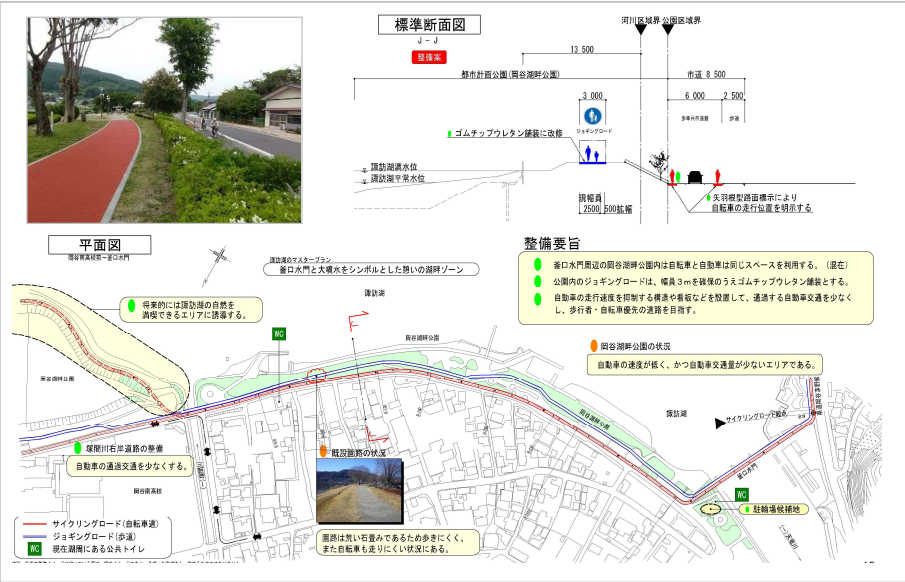 標準断面図
J － J
整備案
河川区域界
公園区域界
13 500
都市計画公園(岡谷湖畔公園)
市道 8 500
3 000
6 000
2 500
ジョギングロード
歩車共存道路
歩道
ゴムチップウレタン舗装に改修
諏訪湖満水位
諏訪湖平常水位
現幅員
2500
500拡幅
矢羽根型路面標示により
自転車の走行位置を明示する
平面図
岡谷南高校前～釜口水門
諏訪湖のマスタープラン
釜口水門と大噴水をシンボルとした憩いの湖畔ゾーン
整備要旨
釜口水門周辺の岡谷湖畔公園内は自転車と自動車は同じスペースを利用する。（混在）
公園内のジョギングロードは、幅員３ｍを確保のうえゴムチップウレタン舗装とする。
自動車の走行速度を抑制する構造や看板などを設置して、通過する自動車交通を少なく
し、歩行者・自転車優先の道路を目指す。
将来的には諏訪湖の自然を
満喫できるエリアに誘導する。
諏訪湖
WC
岡谷湖畔公園
岡谷湖畔公園の状況
自動車の速度が低く、かつ自動車交通量が少ないエリアである。
岡谷湖畔公園
岡谷湖畔公園
諏訪湖
サイクリングロード起点
塚間川右岸道路の整備
自動車の通過交通を少なくする。
岡谷南高校
既設園路の状況
園路は荒い石畳みであるため歩きにくく、
また自転車も走りにくい状況にある。
釜口水門
WC
駐輪場候補地
天竜川
サイクリングロード(自転車道)
ジョギングロード(歩道)
WC
現在湖周にある公共トイレ